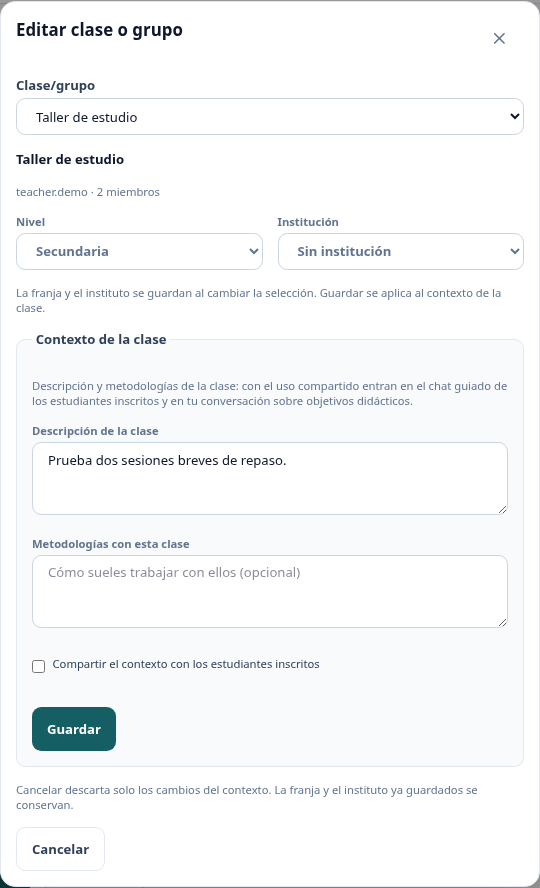 Editar clase o grupo
Clase/grupo
Taller de estudio
Taller de estudio
teacher.demo · 2 miembros
Nivel
Institución
Secundaria
Sin institución
La franja y el instituto se guardan al cambiar la selección. Guardar se aplica al contexto de la
clase.
Contexto de la clase
Descripción y metodologías de la clase: con el uso compartido entran en el chat guiado de
los estudiantes inscritos y en tu conversación sobre objetivos didácticos.
Descripción de la clase
Prueba dos sesiones breves de repaso.
Metodologías con esta clase
Cómo sueles trabajar con ellos (opcional)
Compartir el contexto con los estudiantes inscritos
Guardar
Cancelar descarta solo los cambios del contexto. La franja y el instituto ya guardados se
conservan.
Cancelar